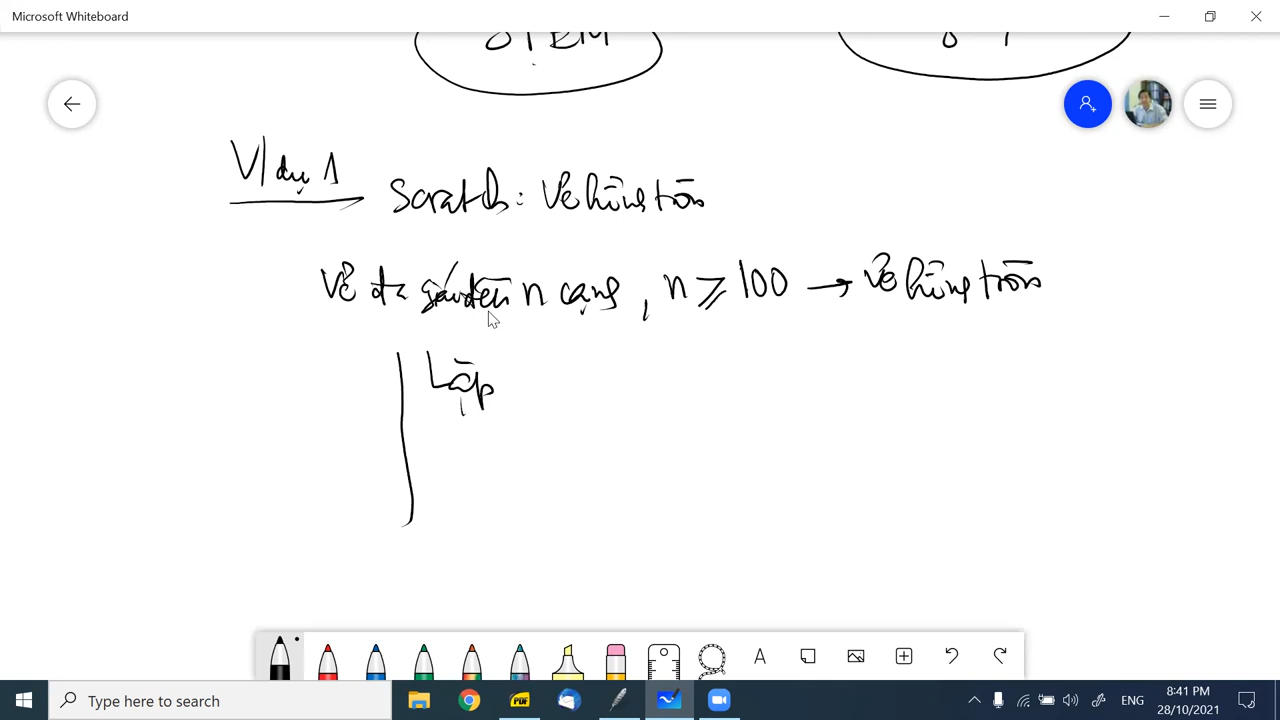 Microsoft Whiteboard
STEM
Ví dụ 1
Scratch: Vẽ hình tròn
Vẽ đa giác đều n cạnh, n ≥ 100 → Vẽ hình tròn
Lặp
A
Type here to search
PDF
ENG
8:41 PM
28/10/2021